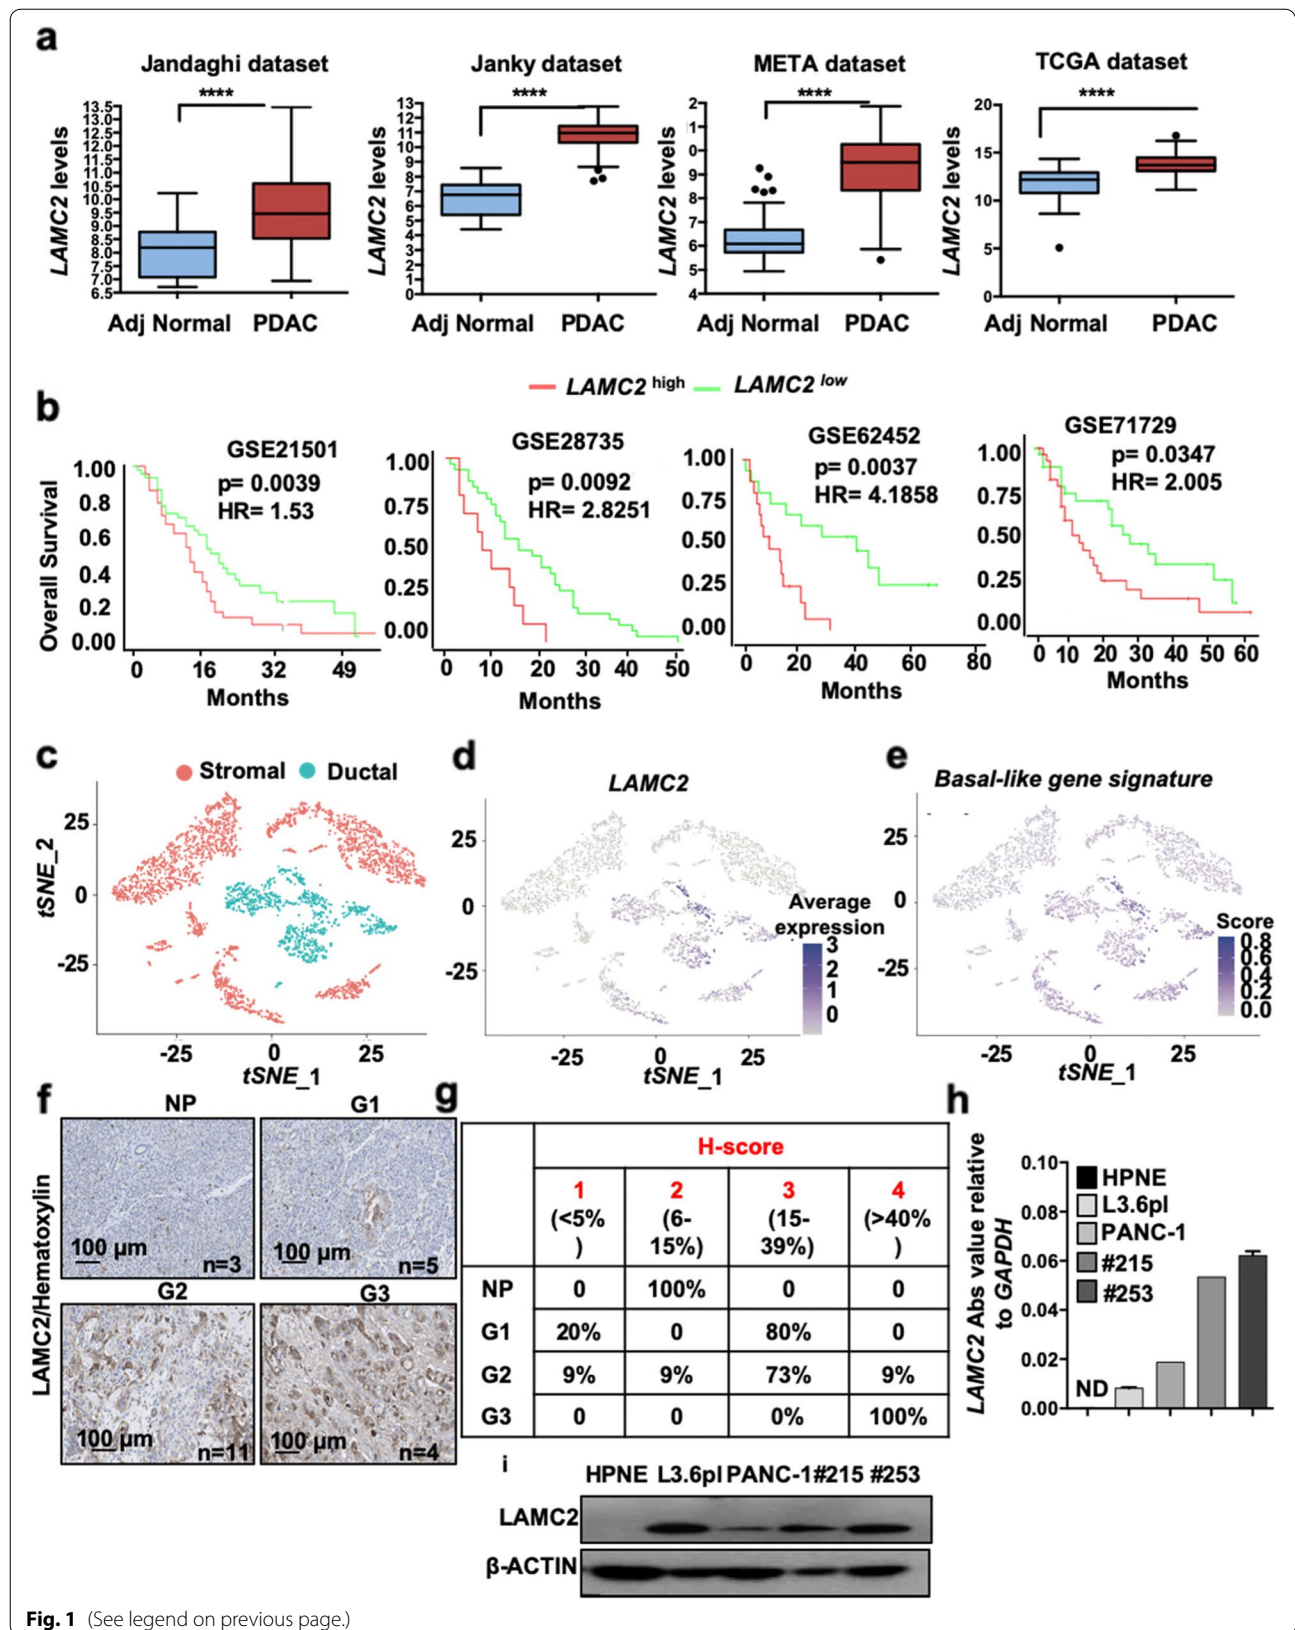 a
Jandaghi dataset
LAMC2 levels
13.5
13.0
12.5
12.0
11.5
11.0
10.5
10.0
9.5
9.0
8.5
8.0
7.5
7.0
6.5
Adj Normal PDAC
****
Janky dataset
LAMC2 levels
13
12
11
10
9
8
7
6
5
4
3
2
1
0
Adj Normal PDAC
****
META dataset
LAMC2 levels
2
1
0
9
8
7
6
5
4
Adj Normal PDAC
****
TCGA dataset
LAMC2 levels
20
15
10
5
0
Adj Normal PDAC
****
b
LAMC2 high LAMC2 low
Overall Survival
GSE21501
p= 0.0039
HR= 1.53
1.00
0.8
0.6
0.4
0.2
0.00
0 16 32 49
Months
GSE28735
p= 0.0092
HR= 2.8251
1.00
0.50
0.25
0.00
0 10 20 30 40 50
Months
GSE62452
p= 0.0037
HR= 4.1858
1.00
0.75
0.50
0.25
0.00
0 20 40 60 80
Months
GSE71729
p= 0.0347
HR= 2.005
1.00
0.75
0.50
0.25
0.00
0 10 20 30 40 50 60
Months
c
Stromal Ductal
tSNE_2
25
0
-25
-25 0 25
tSNE_1
d
LAMC2
25
0
-25
-25 0 25
tSNE_1
Average
expression
3
2
1
0
e
Basal-like gene signature
25
0
-25
-25 0 25
tSNE_1
Score
0.8
0.6
0.4
0.2
0.0
f
LAMC2/Hematoxylin
NP G1
100 µm n=3
100 µm n=5
G2 G3
100 µm n=11
100 µm n=4
g
H-score
1 2 3 4
(<5% (6- (15- (>40%
) 15%) 39%) )
NP 0 100% 0 0
G1 20% 0 80% 0
G2 9% 9% 73% 9%
G3 0 0 0% 100%
h
LAMC2 Abs value relative
to GAPDH
0.10
0.08
0.06
0.04
0.02
0.00
HPNE
L3.6pl
PANC-1
#215
#253
ND
i
HPNE L3.6pl PANC-1 #215 #253
LAMC2
β-ACTIN
Fig. 1 (See legend on previous page.)